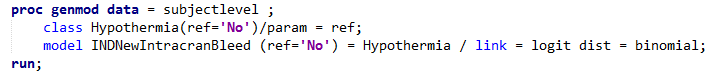 proc genmod data = subjectlevel ;
class Hypothermia(ref='No')/param = ref;
model INDNewIntracranBleed (ref='No') = Hypothermia / link = logit dist = binomial;
run;